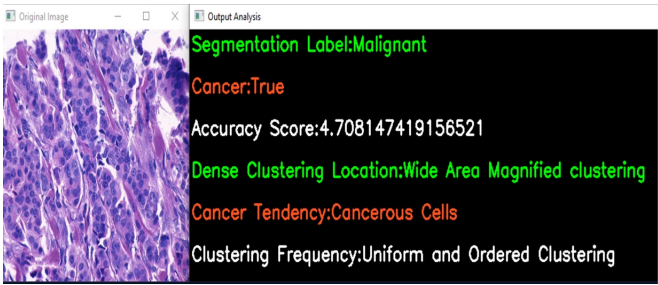 Original Image
Output Analysis
Segmentation Label:Malignant
Cancer:True
Accuracy Score:4.708147419156521
Dense Clustering Location:Wide Area Magnified clustering
Cancer Tendency:Cancerous Cells
Clustering Frequency:Uniform and Ordered Clustering